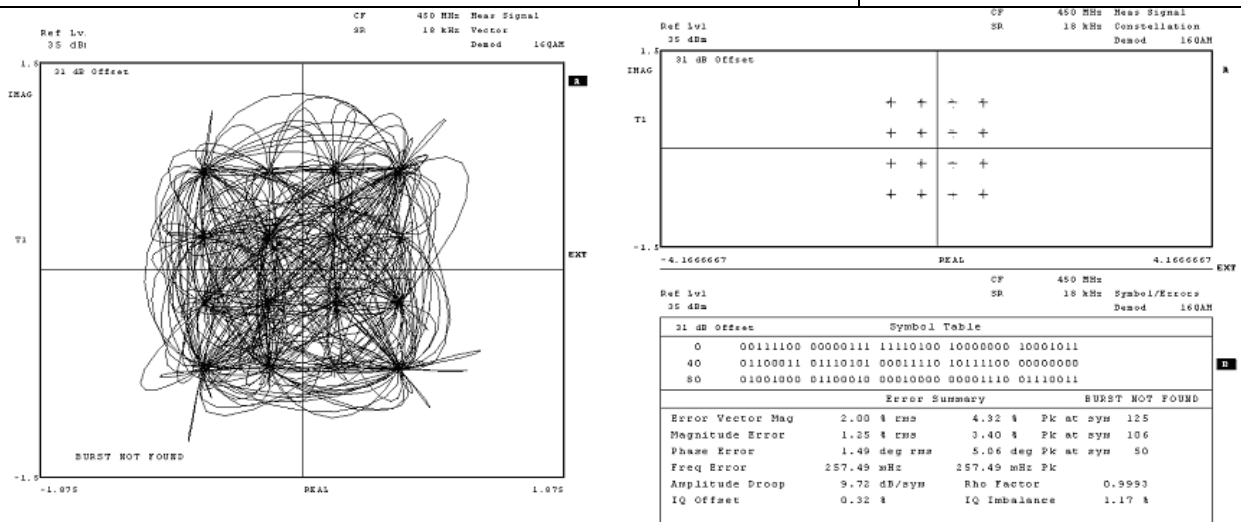 CF 450 MHz Meas Signal
Ref Lv. SR 18 kHz Vector
35 dB: Demod 16QAM
1.5
31 dB Offset
A
IMAG
T1
EXT
BURST NOT FOUND
-1.5
-1.875 REAL 1.875
CF 450 MHz Meas Signal
Ref Lvl SR 18 kHz Constellation
35 dBm Demod 16QAM
1.5
31 dB Offset
IMAG
A
T1
-1.5
-4.1666667 REAL 4.1666667
EXT
CF 450 MHz
Ref Lvl SR 18 kHz Symbol/Errors
35 dBm Demod 16QAM
31 dB Offset Symbol Table
0 00111100 00000111 11110100 10000000 10001011
40 01100011 01110101 00011110 10111100 00000000
80 01001000 01100010 00010000 00001110 01110011
B
Error Summary BURST NOT FOUND
Error Vector Mag 2.00 % rms 4.32 % Pk at sym 125
Magnitude Error 1.25 % rms 3.40 % Pk at sym 106
Phase Error 1.49 deg rms 5.06 deg Pk at sym 50
Freq Error 257.49 mHz 257.49 mHz Pk
Amplitude Droop 9.72 dB/sym Rho Factor 0.9993
IQ Offset 0.32 % IQ Imbalance 1.17 %